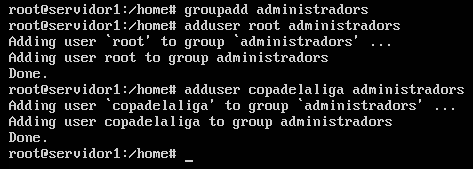 root@servidor1:/home# groupadd administradors
root@servidor1:/home# adduser root administradors
Adding user `root' to group `administradors' ...
Adding user root to group administradors
Done.
root@servidor1:/home# adduser copadelaliga administradors
Adding user `copadelaliga' to group `administradors' ...
Adding user copadelaliga to group administradors
Done.
root@servidor1:/home# _